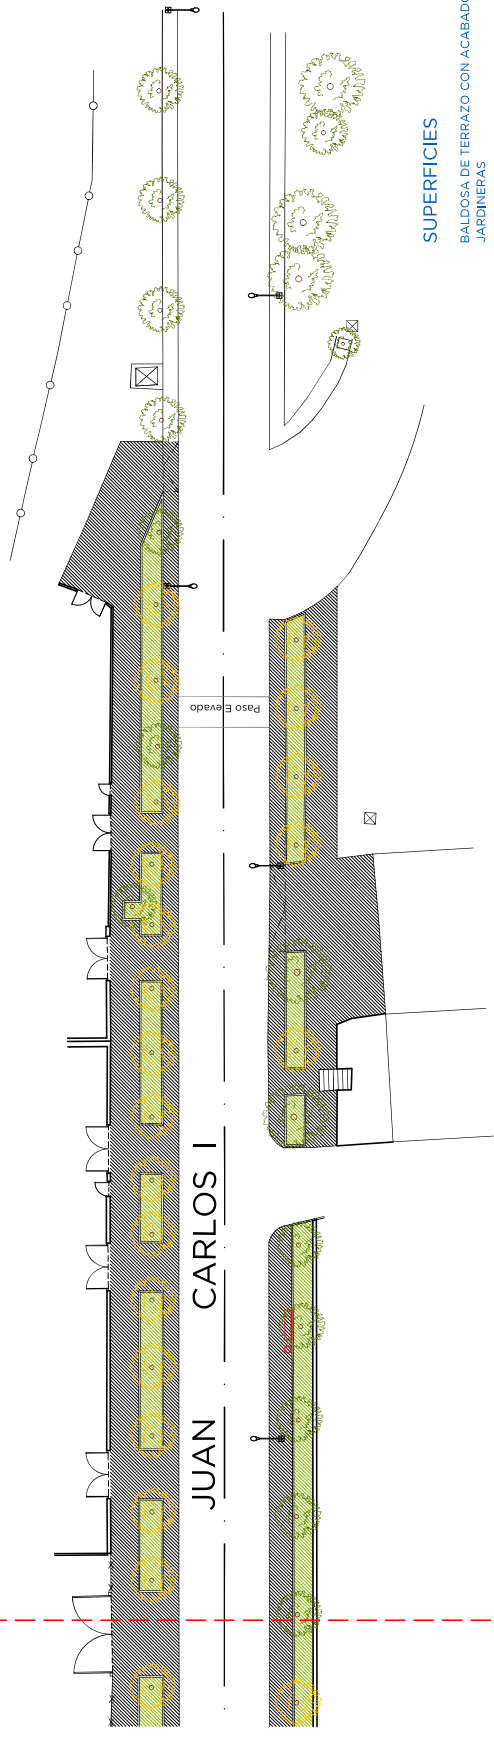 SUPERFICIES
BALDOSA DE TERRAZO CON ACABADO
JARDINERAS
Paso Elevado
JUAN CARLOS I